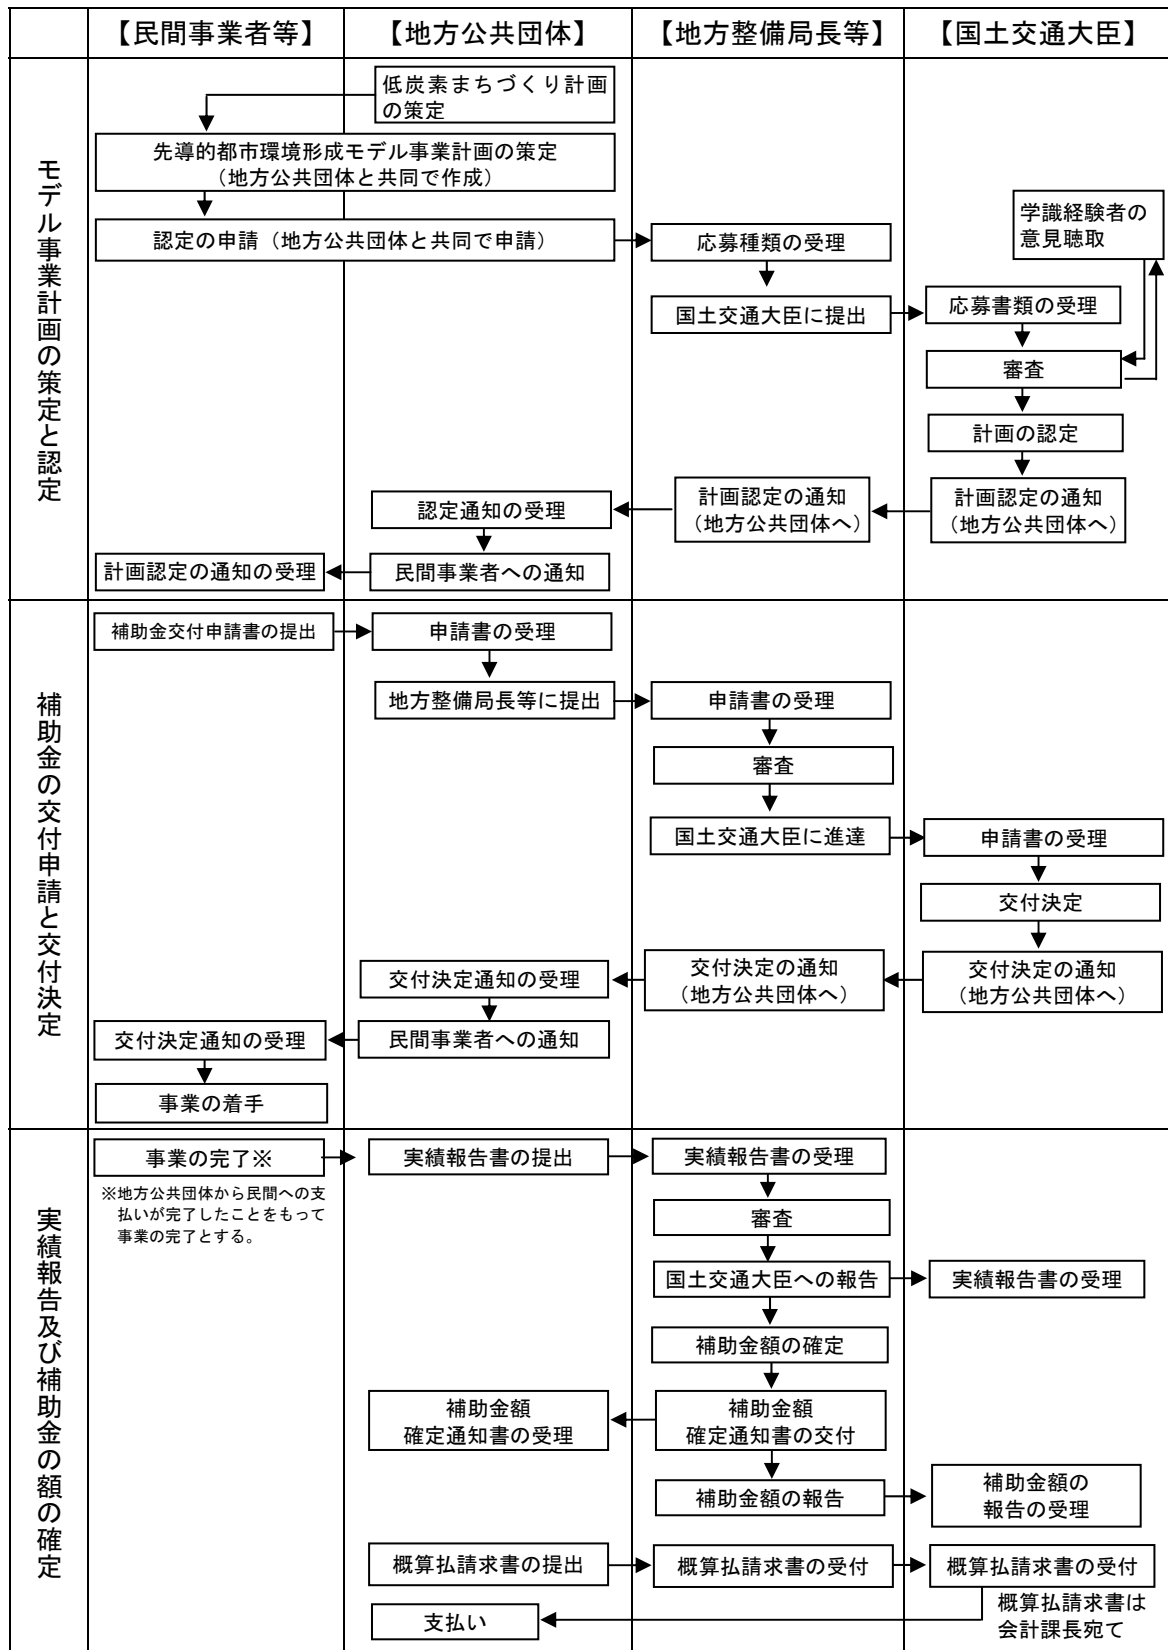 【民間事業者等】
【地方公共団体】
【地方整備局長等】
【国土交通大臣】
モデル事業計画の策定と認定
低炭素まちづくり計画
の策定
先導的都市環境形成モデル事業計画の策定
(地方公共団体と共同で作成)
認定の申請(地方公共団体と共同で申請)
応募種類の受理
国土交通大臣に提出
学識経験者の
意見聴取
応募書類の受理
審査
計画の認定
計画認定の通知
(地方公共団体へ)
計画認定の通知
(地方公共団体へ)
認定通知の受理
民間事業者への通知
計画認定の通知の受理
補助金の交付申請と交付決定
補助金交付申請書の提出
申請書の受理
地方整備局長等に提出
申請書の受理
審査
国土交通大臣に進達
申請書の受理
交付決定
交付決定の通知
(地方公共団体へ)
交付決定の通知
(地方公共団体へ)
交付決定通知の受理
民間事業者への通知
交付決定通知の受理
事業の着手
実績報告及び補助金の額の確定
事業の完了※
※地方公共団体から民間への支
払いが完了したことをもって
事業の完了とする。
実績報告書の提出
実績報告書の受理
審査
国土交通大臣への報告
実績報告書の受理
補助金額の確定
補助金額
確定通知書の交付
補助金額
確定通知書の受理
補助金額の報告
補助金額の
報告の受理
概算払請求書の提出
概算払請求書の受付
概算払請求書の受付
概算払請求書は
会計課長宛て
支払い